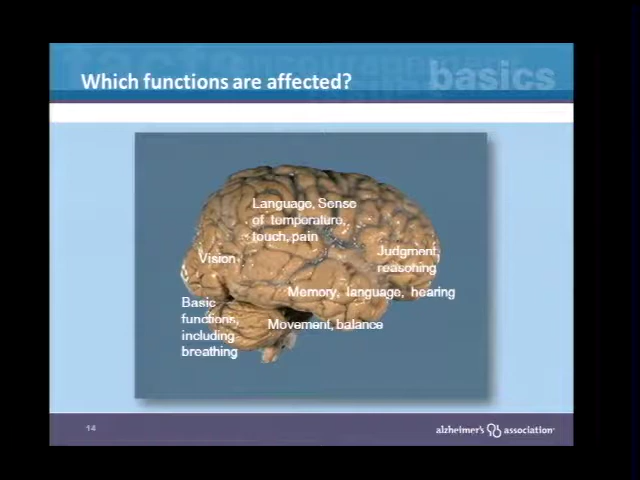 Which functions are affected?
basics
Language, Sense
of temperature,
touch, pain
Vision
Judgment,
reasoning
Memory, language, hearing
Basic
functions,
including
breathing
Movement, balance
14
alzheimer's association